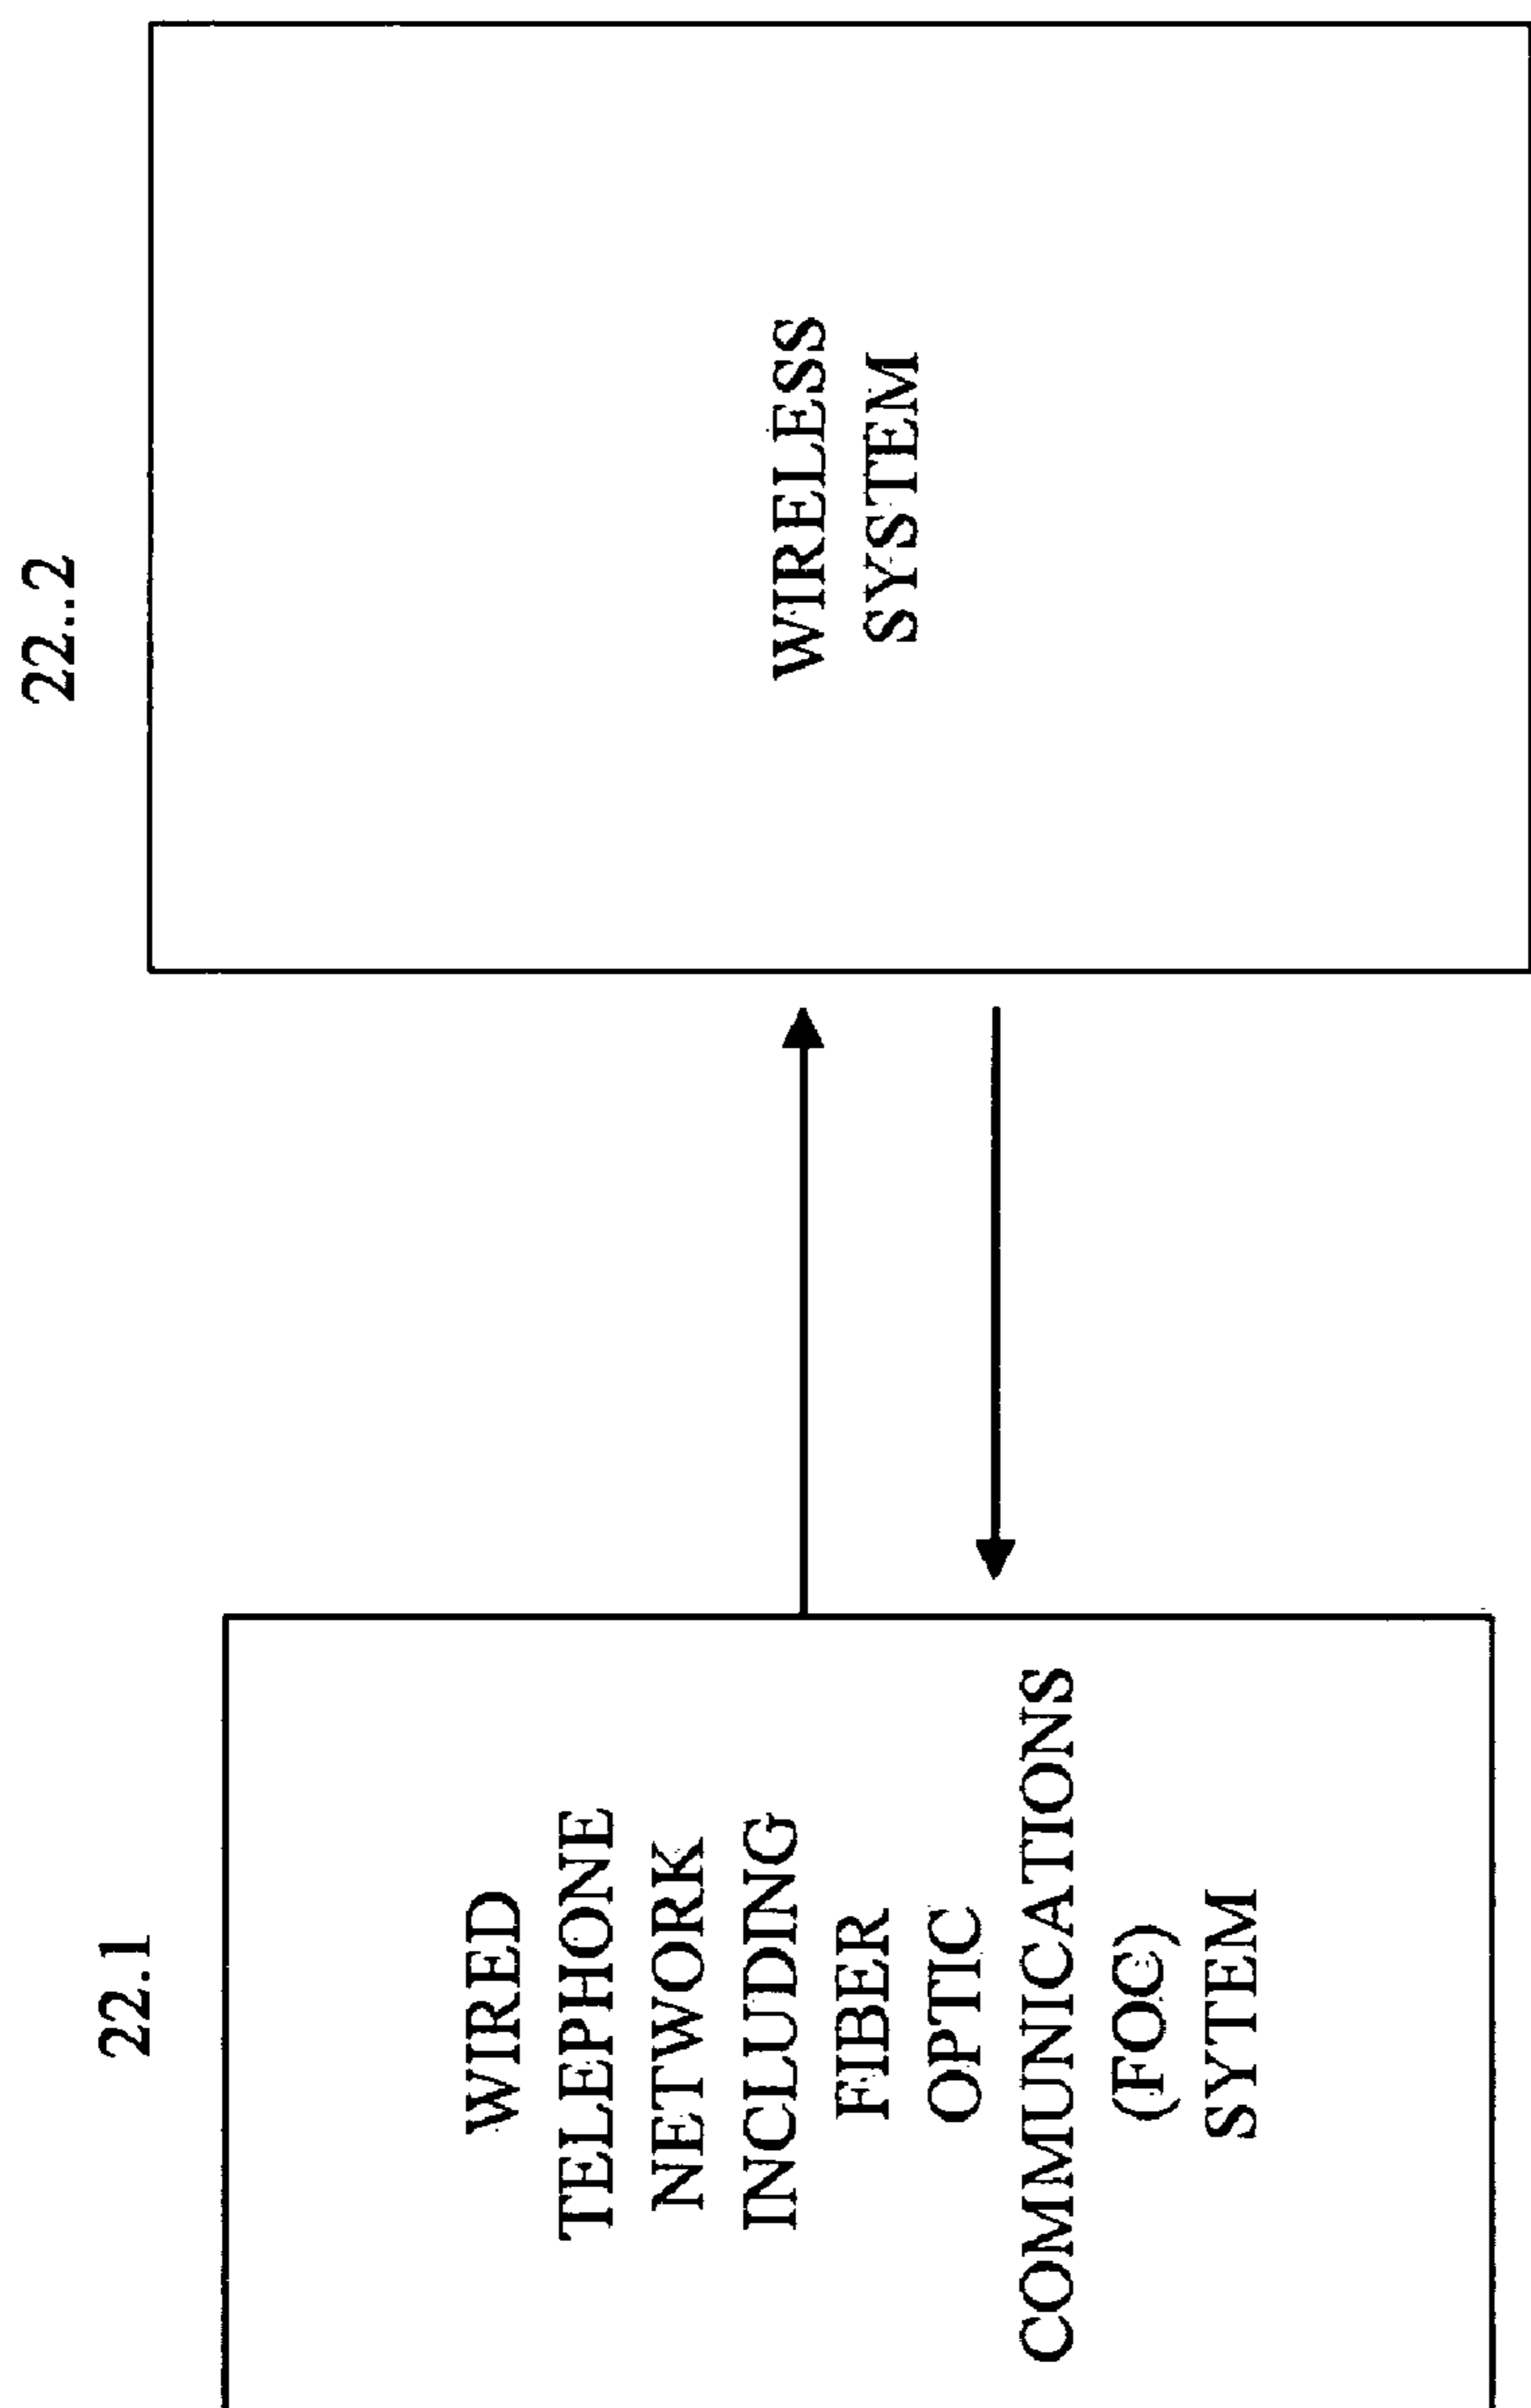 22.1
WIRED
TELEPHONE
NETWORK
INCLUDING
FIBER
OPTIC
COMMUNICATIONS
(FOC)
SYTEM
22..2
WIRELESS
SYSTEM